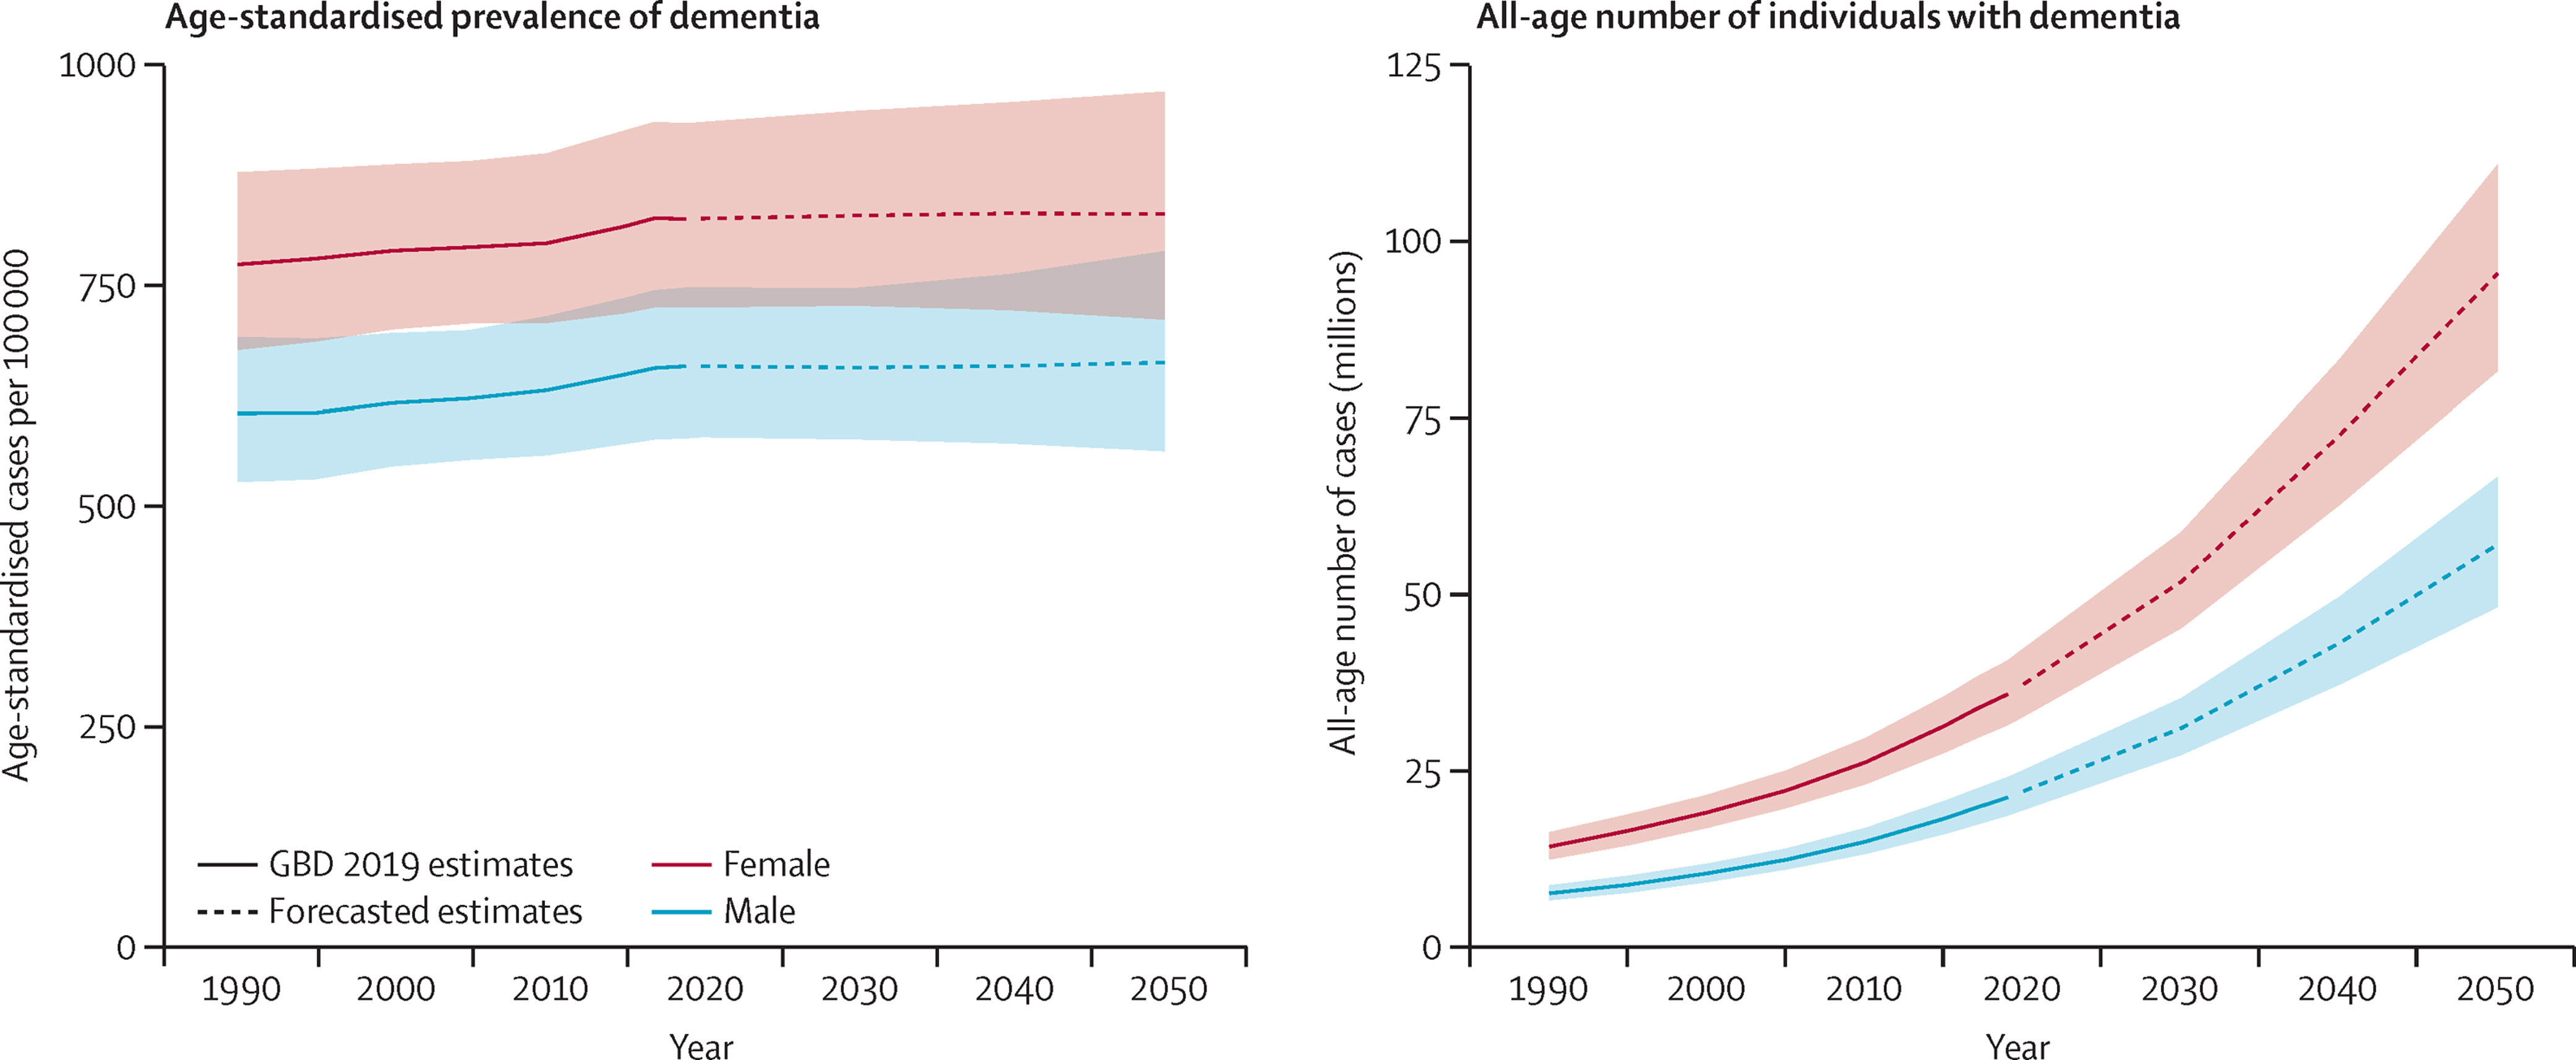 Age-standardised prevalence of dementia
1000
750
500
250
0
Age-standardised cases per 100 000
GBD 2019 estimates
Forecasted estimates
Female
Male
1990 2000 2010 2020 2030 2040 2050
Year
All-age number of individuals with dementia
125
100
75
50
25
0
All-age number of cases (millions)
1990 2000 2010 2020 2030 2040 2050
Year